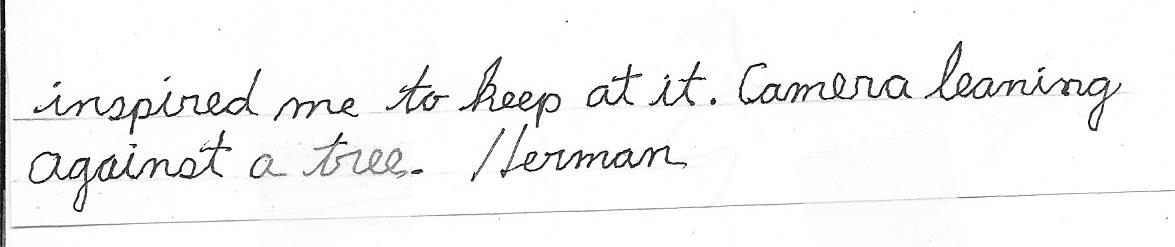 inspired me to keep at it. Camera leaning
against a tree. Herman